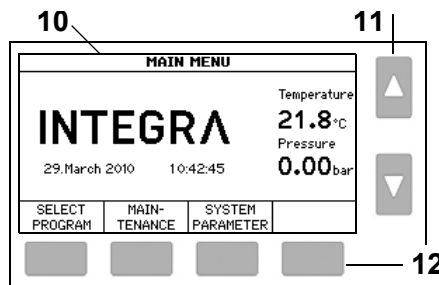 10
11
MAIN MENU
Temperature
21.8°C
INTEGRA
Pressure
29.March 2010 10:42:45
0.00bar
SELECT PROGRAM
MAIN-TENANCE
SYSTEM PARAMETER
12